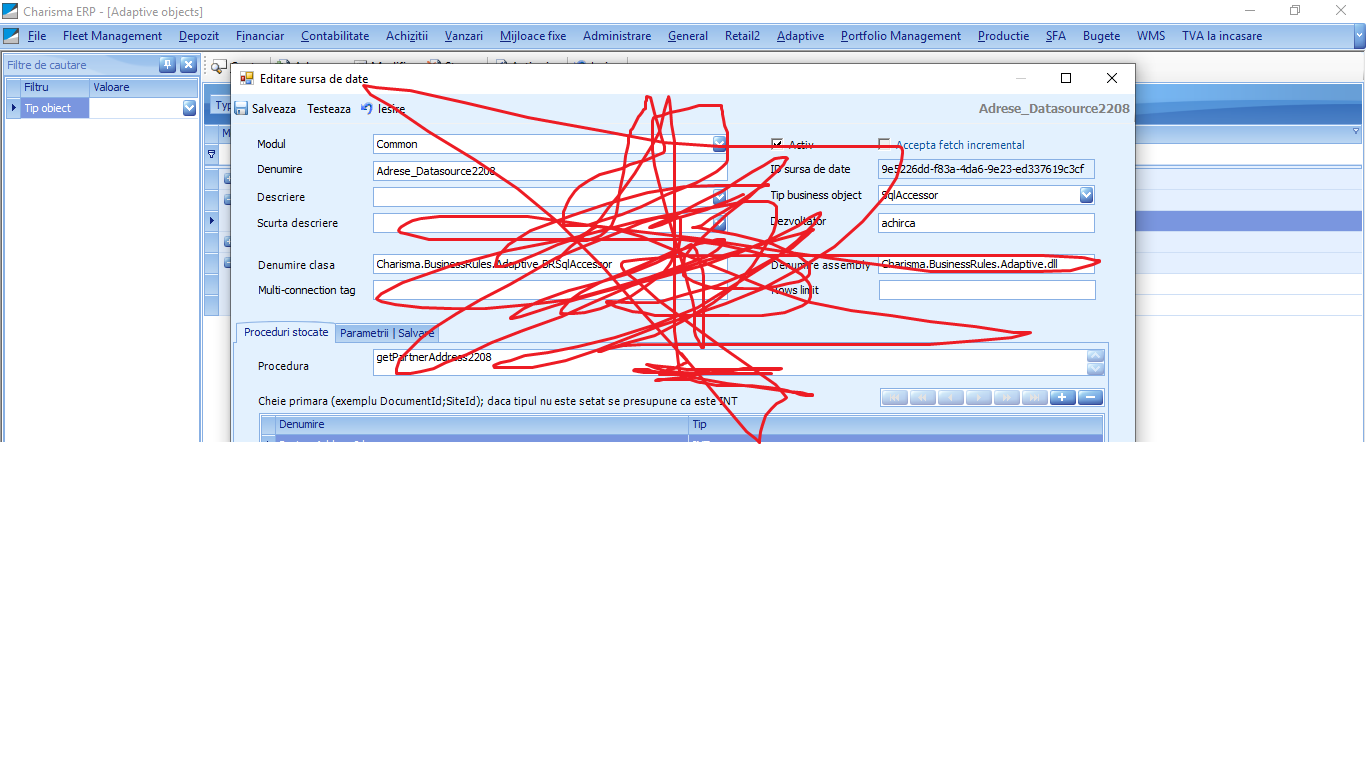 Charisma ERP - [Adaptive objects]
File Fleet Management Depozit Financiar Contabilitate Achizitii Vanzari Mijloace fixe Administrare General Retail2 Adaptive Portfolio Management Productie SFA Bugete WMS TVA la incasare
Filtre de cautare
Filtru Valoare
Tip obiect
Editare sursa de date
Salveaza Testeaza Iesire Adrese_Datasource2208
Modul Common Activ Accepta fetch incremental
Denumire Adrese_Datasource2208 ID sursa de date 9e5226dd-f83a-4da6-9e23-ed337619c3cf
Descriere Tip business object SqlAccessor
Scurta descriere Dezvoltator achirca
Denumire clasa Charisma.BusinessRules.Adaptive.BRSqlAccessor Denumire assembly Charisma.BusinessRules.Adaptive.dll
Multi-connection tag Rows limit
Proceduri stocate Parametrii | Salvare
Procedura getPartnerAddress2208
Cheie primara (exemplu DocumentId;SiteId); daca tipul nu este setat se presupune ca este INT
Denumire Tip